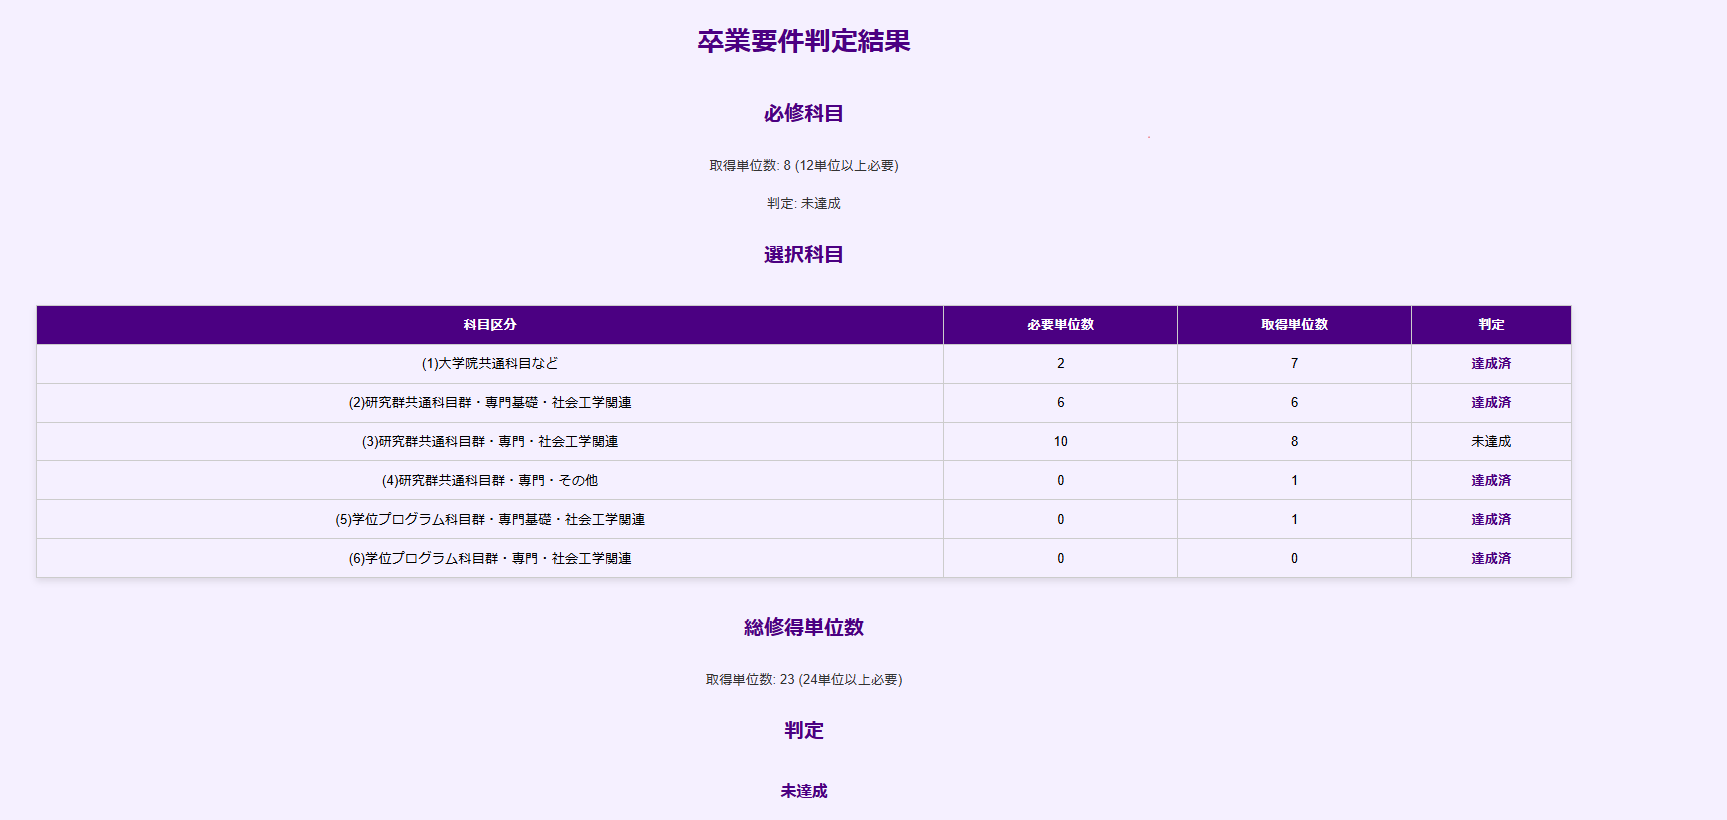 卒業要件判定結果
必修科目
取得単位数: 8 (12単位以上必要)
判定: 未達成
選択科目
科目区分 必要単位数 取得単位数 判定
(1)大学院共通科目など 2 7 達成済
(2)研究群共通科目群・専門基礎・社会工学関連 6 6 達成済
(3)研究群共通科目群・専門・社会工学関連 10 8 未達成
(4)研究群共通科目群・専門・その他 0 1 達成済
(5)学位プログラム科目群・専門基礎・社会工学関連 0 1 達成済
(6)学位プログラム科目群・専門・社会工学関連 0 0 達成済
総修得単位数
取得単位数: 23 (24単位以上必要)
判定
未達成